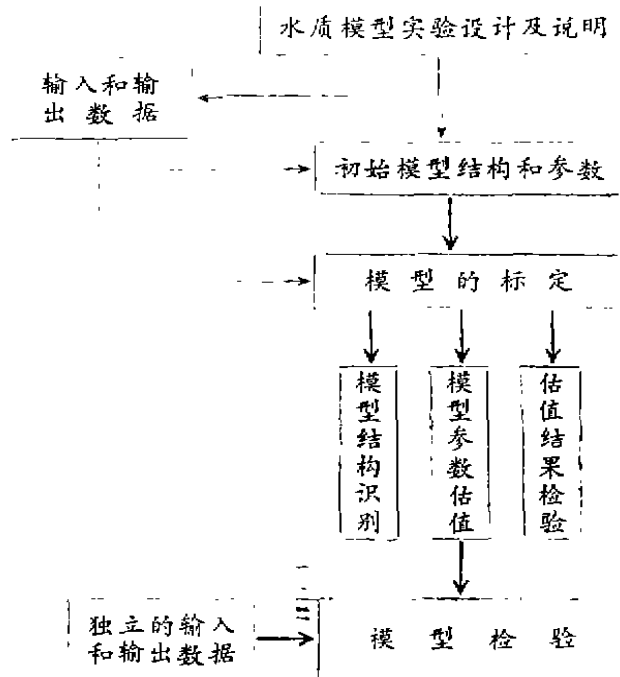 水质模型实验设计及说明
输入和输
出数据
初始模型结构和参数
模型的标定
模型结构识别
模型参数估值
估值结果检验
独立的输入
和输出数据
模型检验